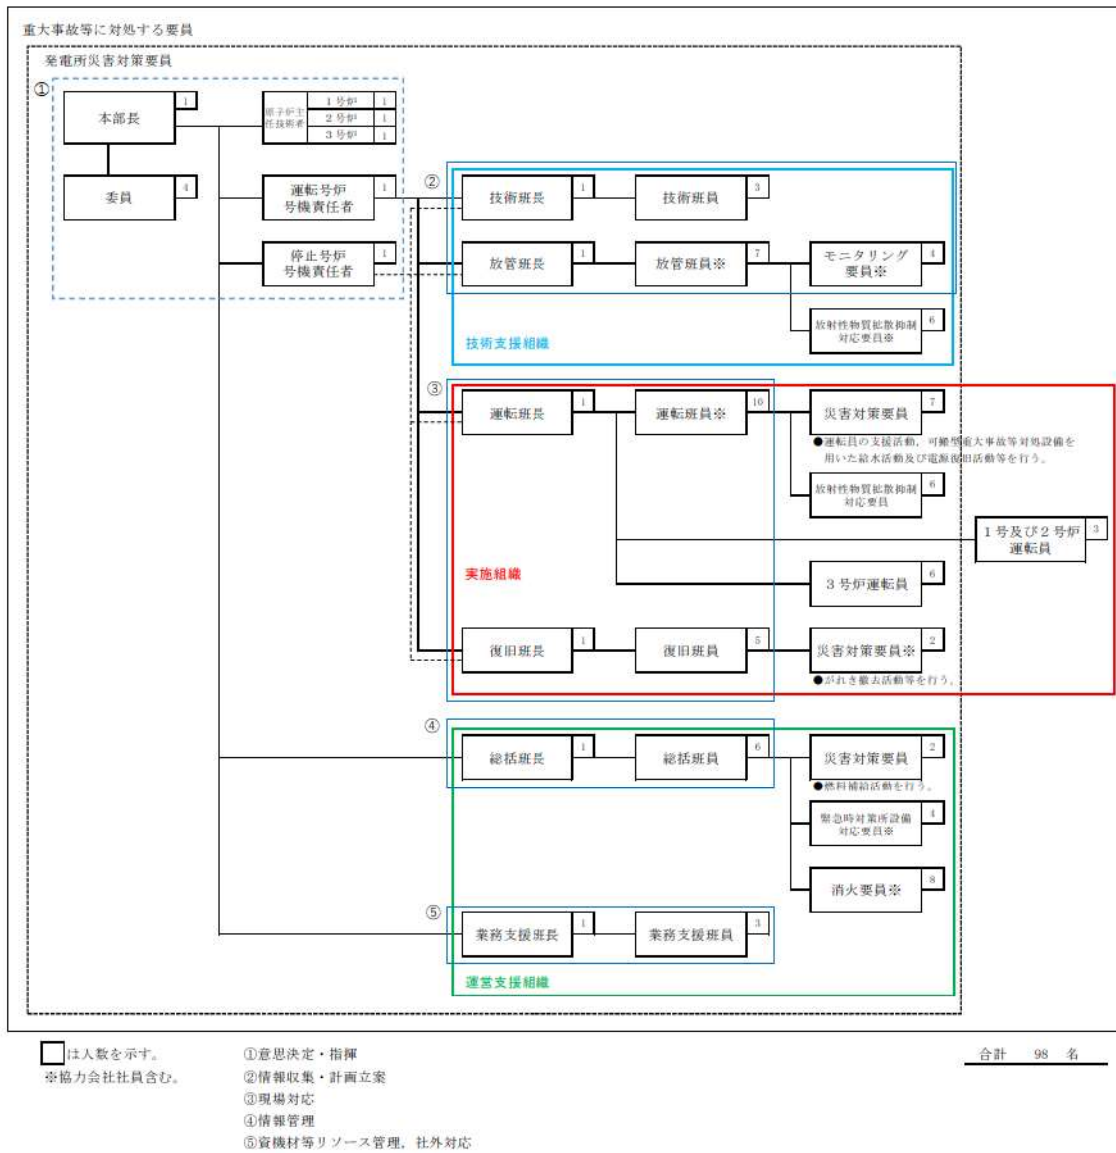 重大事故等に対処する要員
発電所災害対策要員
①
本部長
1
原子炉主
任技術者
1号炉
1
2号炉
1
3号炉
1
委員
4
運転号炉
号機責任者
1
停止号炉
号機責任者
1
②
技術班長
1
技術班員
3
放管班長
1
放管班員※
7
モニタリング
要員※
4
放射性物質拡散抑制
対応要員※
6
技術支援組織
③
運転班長
1
運転班員※
10
災害対策要員
7
●運転員の支援活動，可搬型重大事故等対処設備を
用いた給水活動及び電源復旧活動等を行う。
放射性物質拡散抑制
対応要員
6
1号及び2号炉
運転員
3
実施組織
3号炉運転員
6
復旧班長
1
復旧班員
5
災害対策要員※
2
●がれき撤去活動等を行う。
④
総括班長
1
総括班員
6
災害対策要員
2
●燃料補給活動を行う。
緊急時対策所設備
対応要員※
4
消火要員※
8
⑤
業務支援班長
1
業務支援班員
3
運営支援組織
は人数を示す。
※協力会社社員含む。
①意思決定・指揮
②情報収集・計画立案
③現場対応
④情報管理
⑤資機材等リソース管理，社外対応
合計 98 名